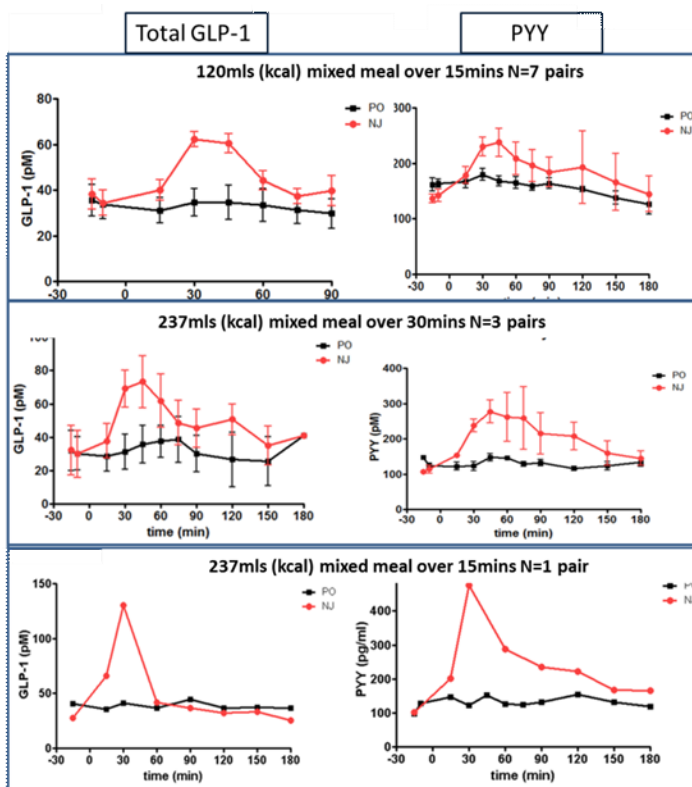 Total GLP-1
PYY
120mls (kcal) mixed meal over 15mins N=7 pairs
GLP-1 (pM)
80
60
40
20
0
-30 0 30 60 90
PO
NJ
300
200
100
0
-30 0 30 60 90 120 150 180
time (min)
PO
NJ
237mls (kcal) mixed meal over 30mins N=3 pairs
GLP-1 (pM)
80
60
40
20
0
-30 0 30 60 90 120 150 180
time (min)
PO
NJ
PYY (pM)
400
300
200
100
0
-30 0 30 60 90 120 150 180
time (min)
PO
NJ
237mls (kcal) mixed meal over 15mins N=1 pair
GLP-1 (pM)
150
100
50
0
-30 0 30 60 90 120 150 180
time (min)
PO
NJ
PYY (pg/ml)
400
300
200
100
0
-30 0 30 60 90 120 150 180
time (min)